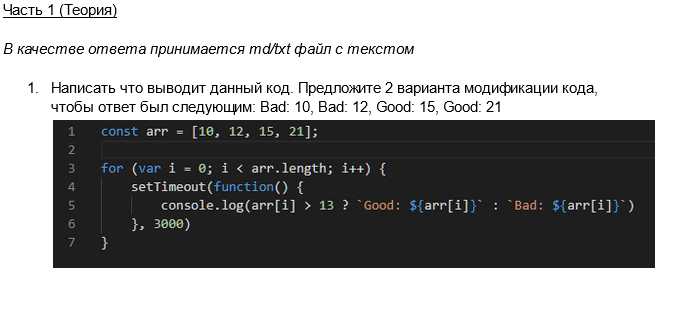 Часть 1 (Теория)
В качестве ответа принимается md/txt файл с текстом
1. Написать что выводит данный код. Предложите 2 варианта модификации кода,
чтобы ответ был следующим: Bad: 10, Bad: 12, Good: 15, Good: 21
1 const arr = [10, 12, 15, 21];
2
3 for (var i = 0; i < arr.length; i++) {
4 setTimeout(function() {
5 console.log(arr[i] > 13 ? `Good: ${arr[i]}` : `Bad: ${arr[i]}`)
6 }, 3000)
7 }